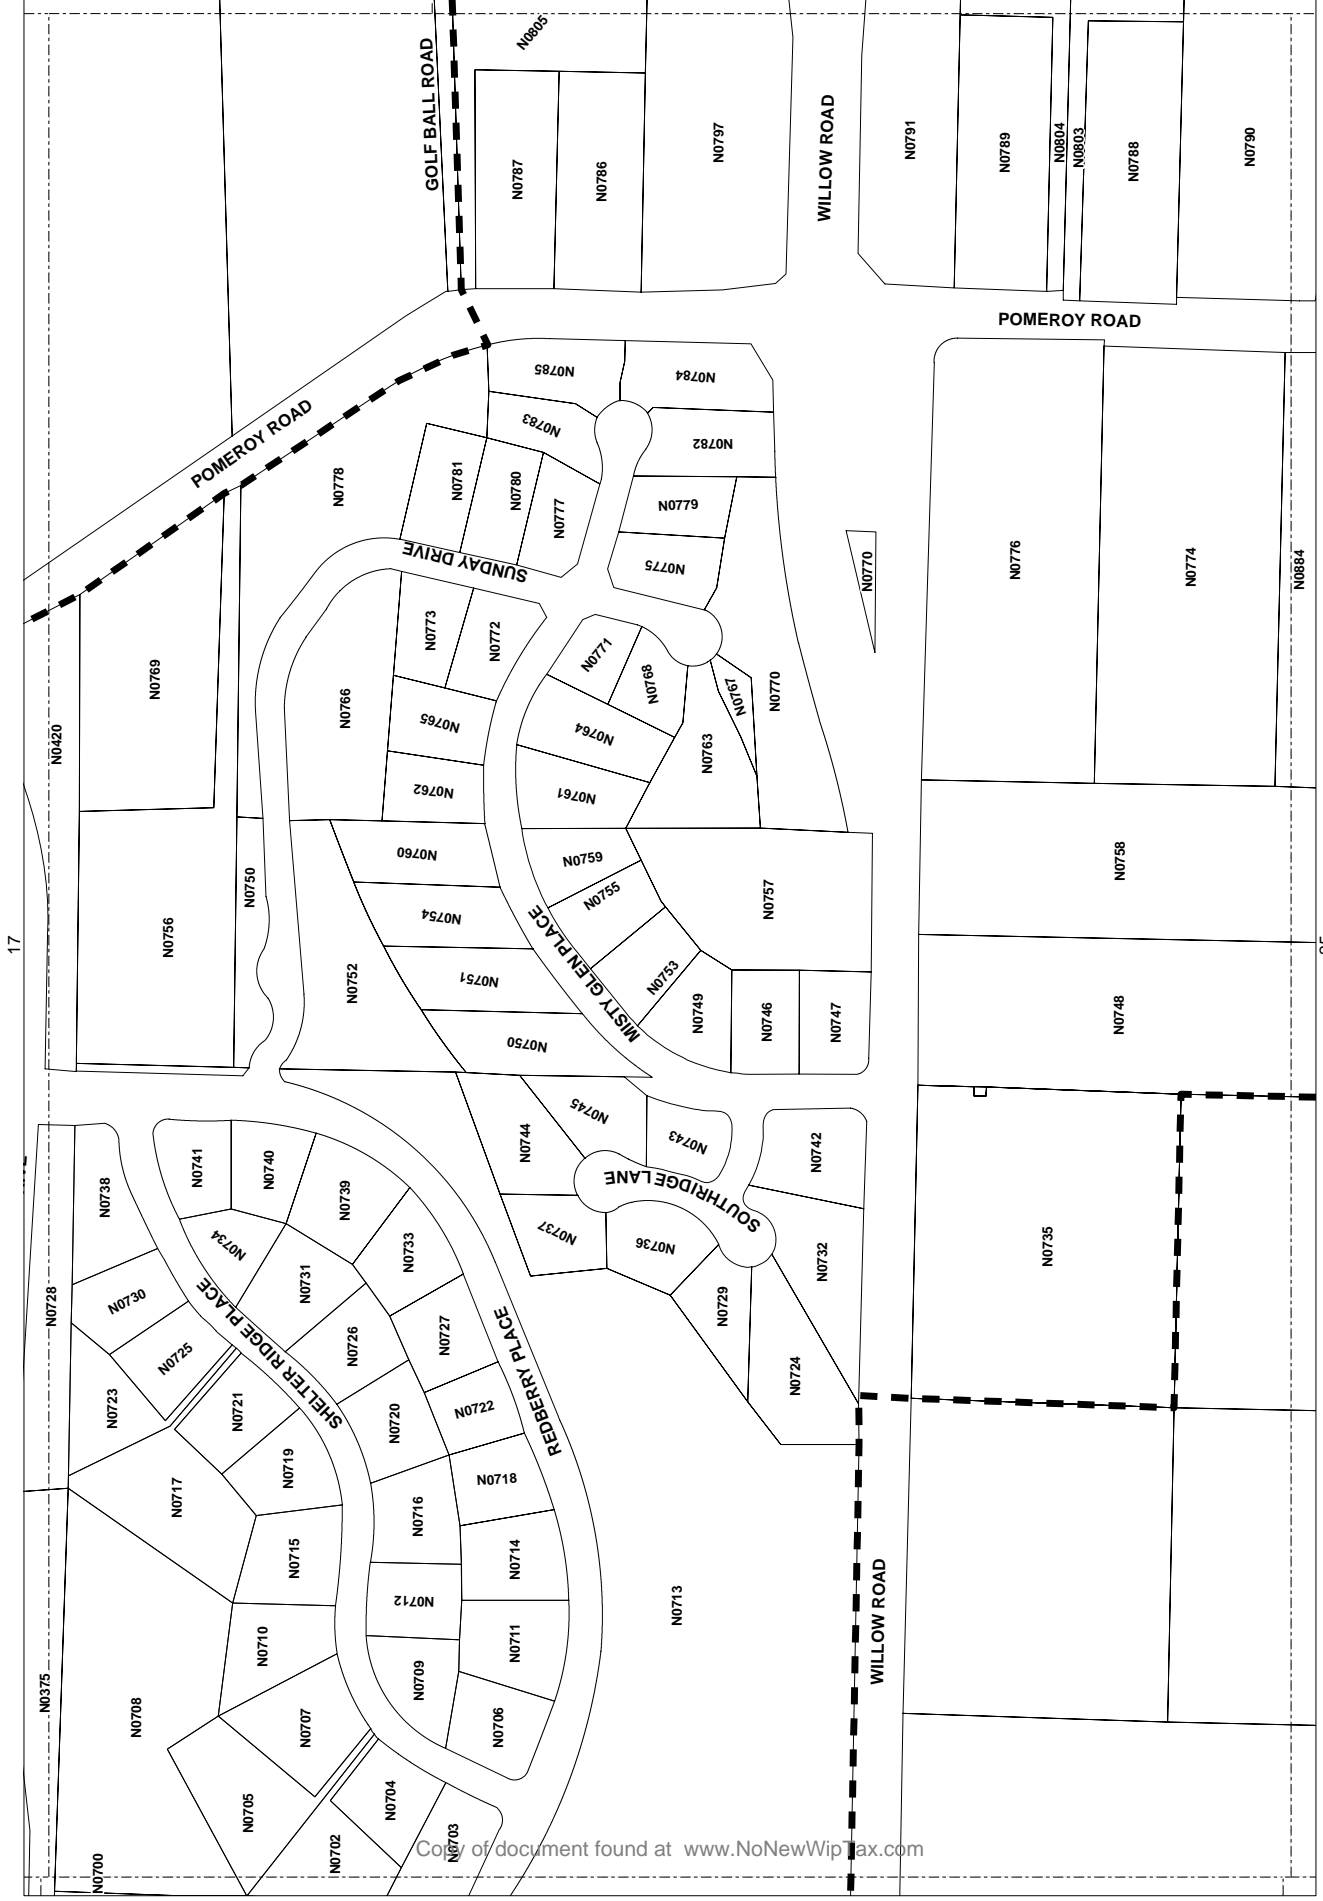 N0805
GOLF BALL ROAD
N0787
N0786
N0797
WILLOW ROAD
N0791
N0789
N0804
N0803
N0788
N0790
POMEROY ROAD
N0785
N0784
N0783
N0782
POMEROY ROAD
N0778
N0781
N0780
N0777
N0779
N0775
SUNDAY DRIVE
N0770
N0776
N0774
N0884
N0773
N0772
N0771
N0768
N0767
N0770
N0769
N0766
N0765
N0764
N0763
N0420
N0762
N0761
N0760
N0759
N0758
N0756
N0750
N0754
N0755
N0757
MISTY GLEN PLACE
17
N0752
N0751
N0753
N0749
N0746
N0747
N0748
N0750
N0745
N0744
N0743
N0742
SOUTHRIDGE LANE
N0741
N0740
N0739
N0738
N0737
N0736
N0735
N0734
N0733
N0732
N0731
N0730
N0729
N0728
SHELTER RIDGE PLACE
N0727
N0726
N0725
N0724
N0723
REDBERRY PLACE
N0722
N0721
N0720
N0719
N0718
N0717
N0716
N0715
N0714
N0713
N0712
N0711
N0710
WILLOW ROAD
N0709
N0375
N0708
N0707
N0706
N0705
N0704
N0703
N0702
N0700
Copy of document found at www.NoNewWipTax.com